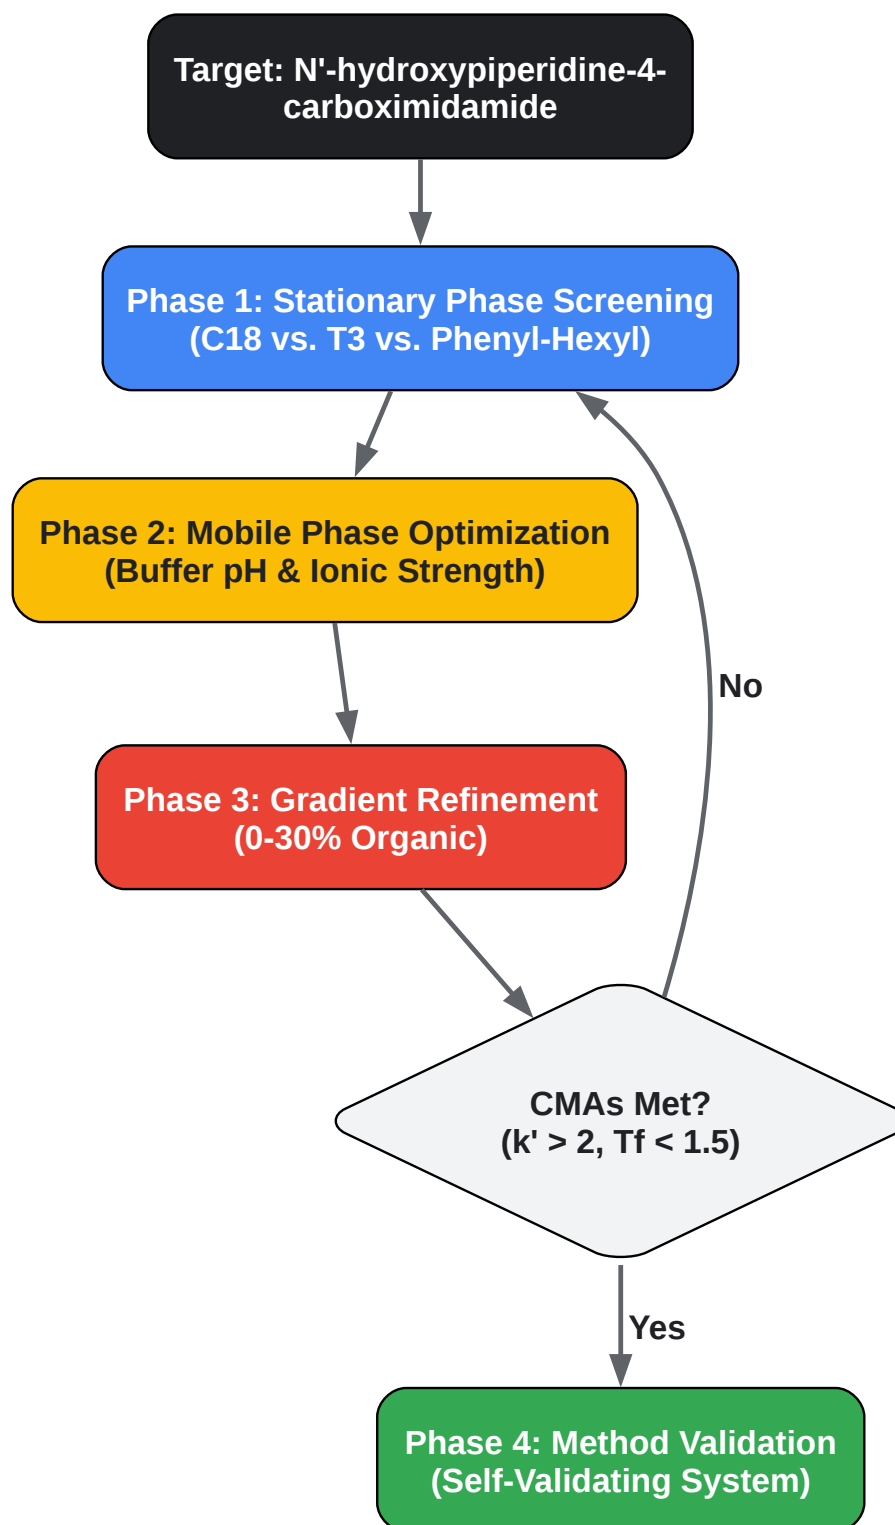 Target: N'-hydroxypiperidine-4-
carboximidamide
Phase 1: Stationary Phase Screening
(C18 vs. T3 vs. Phenyl-Hexyl)
Phase 2: Mobile Phase Optimization
(Buffer pH & Ionic Strength)
No
Phase 3: Gradient Refinement
(0-30% Organic)
CMAs Met?
(k' > 2, Tf < 1.5)
Yes
Phase 4: Method Validation
(Self-Validating System)